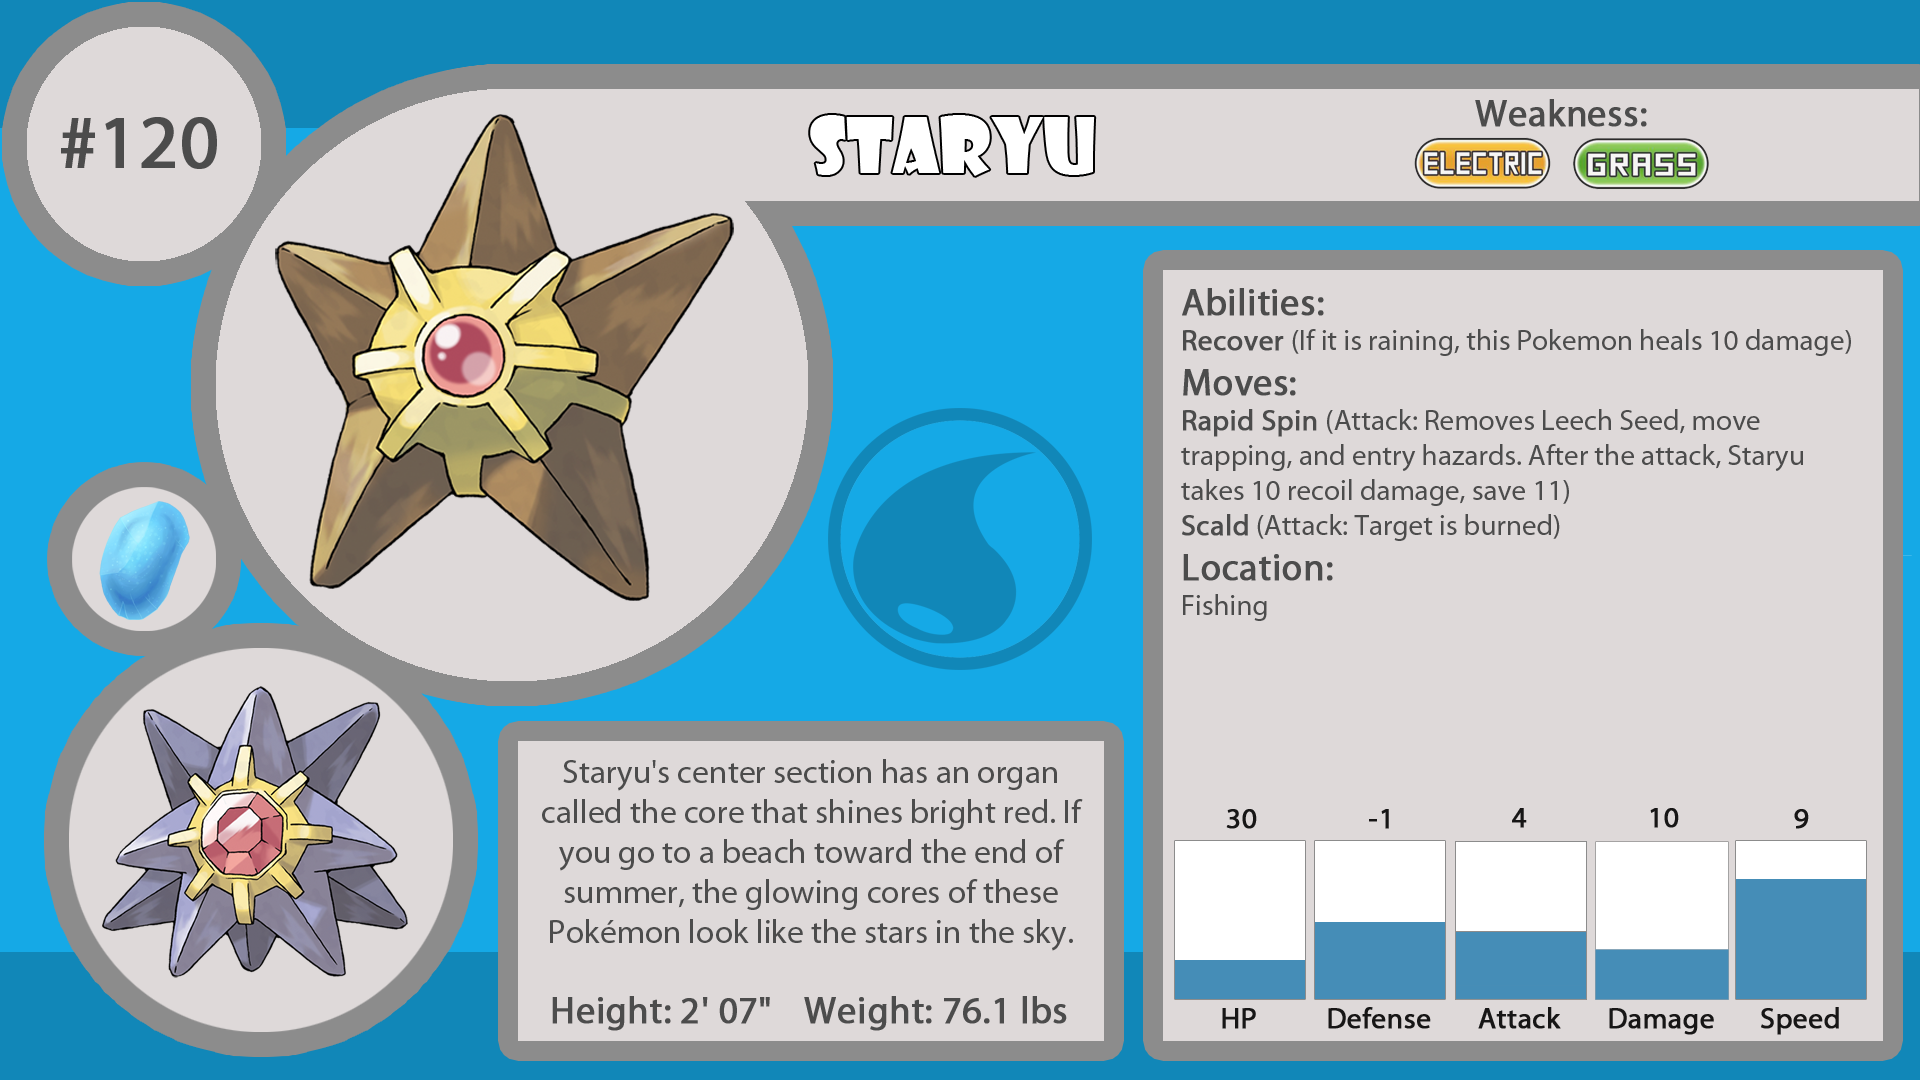 #120
STARYU
Weakness:
ELECTRIC GRASS
Abilities:
Recover (If it is raining, this Pokemon heals 10 damage)
Moves:
Rapid Spin (Attack: Removes Leech Seed, move
trapping, and entry hazards. After the attack, Staryu
takes 10 recoil damage, save 11)
Scald (Attack: Target is burned)
Location:
Fishing
Staryu's center section has an organ
called the core that shines bright red. If
you go to a beach toward the end of
summer, the glowing cores of these
Pokémon look like the stars in the sky.
Height: 2' 07" Weight: 76.1 lbs
30 -1 4 10 9
HP Defense Attack Damage Speed